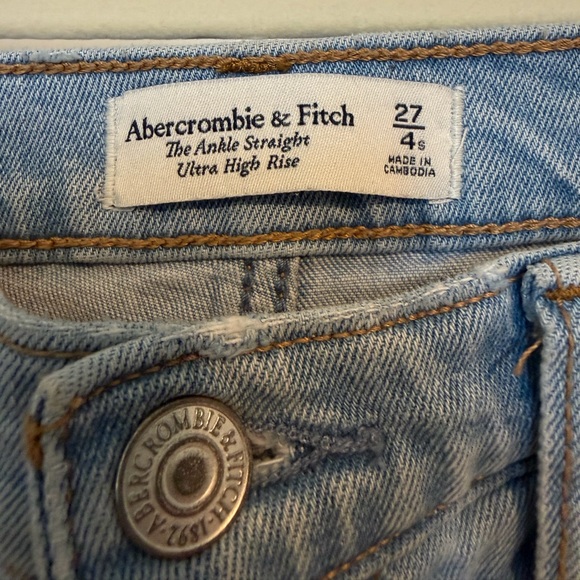 Abercrombie & Fitch
The Ankle Straight
Ultra High Rise
27
4s
MADE IN
CAMBODIA
ABERCROMBIE & FITCH · 1892 ·